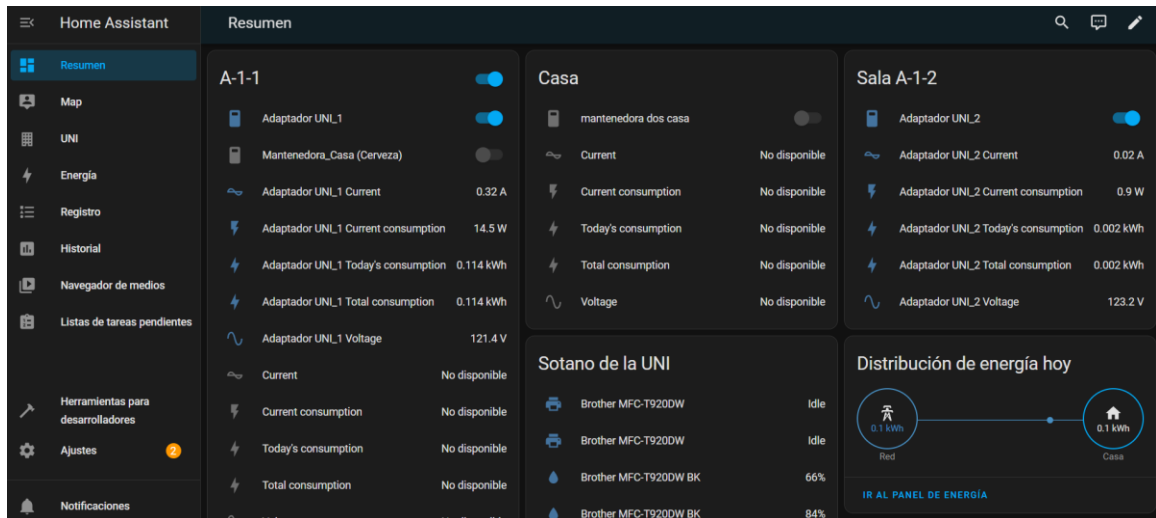 Home Assistant
Resumen
Resumen
Map
UNI
Energía
Registro
Historial
Navegador de medios
Listas de tareas pendientes
Herramientas para
desarrolladores
Ajustes 2
Notificaciones
A-1-1
Adaptador UNI_1
Mantenedora_Casa (Cerveza)
Adaptador UNI_1 Current 0.32 A
Adaptador UNI_1 Current consumption 14.5 W
Adaptador UNI_1 Today's consumption 0.114 kWh
Adaptador UNI_1 Total consumption 0.114 kWh
Adaptador UNI_1 Voltage 121.4 V
Current No disponible
Current consumption No disponible
Today's consumption No disponible
Total consumption No disponible
Casa
mantenedora dos casa
Current No disponible
Current consumption No disponible
Today's consumption No disponible
Total consumption No disponible
Voltage No disponible
Sotano de la UNI
Brother MFC-T920DW Idle
Brother MFC-T920DW Idle
Brother MFC-T920DW BK 66%
Brother MFC-T920DW BK 84%
Sala A-1-2
Adaptador UNI_2
Adaptador UNI_2 Current 0.02 A
Adaptador UNI_2 Current consumption 0.9 W
Adaptador UNI_2 Today's consumption 0.002 kWh
Adaptador UNI_2 Total consumption 0.002 kWh
Adaptador UNI_2 Voltage 123.2 V
Distribución de energía hoy
0.1 kWh 0.1 kWh
Red Casa
IR AL PANEL DE ENERGÍA